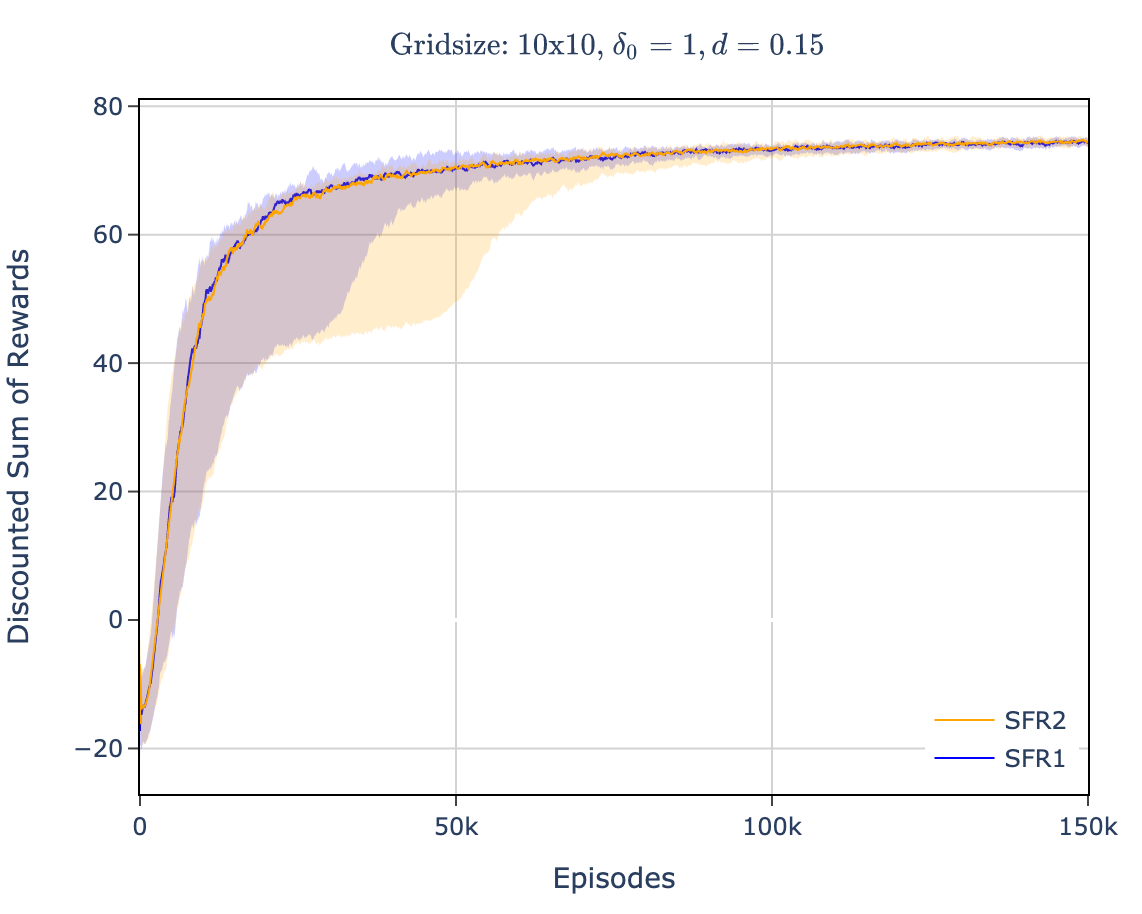 Gridsize: 10x10, δ₀ = 1, d = 0.15
80
60
40
20
0
−20
Discounted Sum of Rewards
SFR2
SFR1
0
50k
100k
150k
Episodes